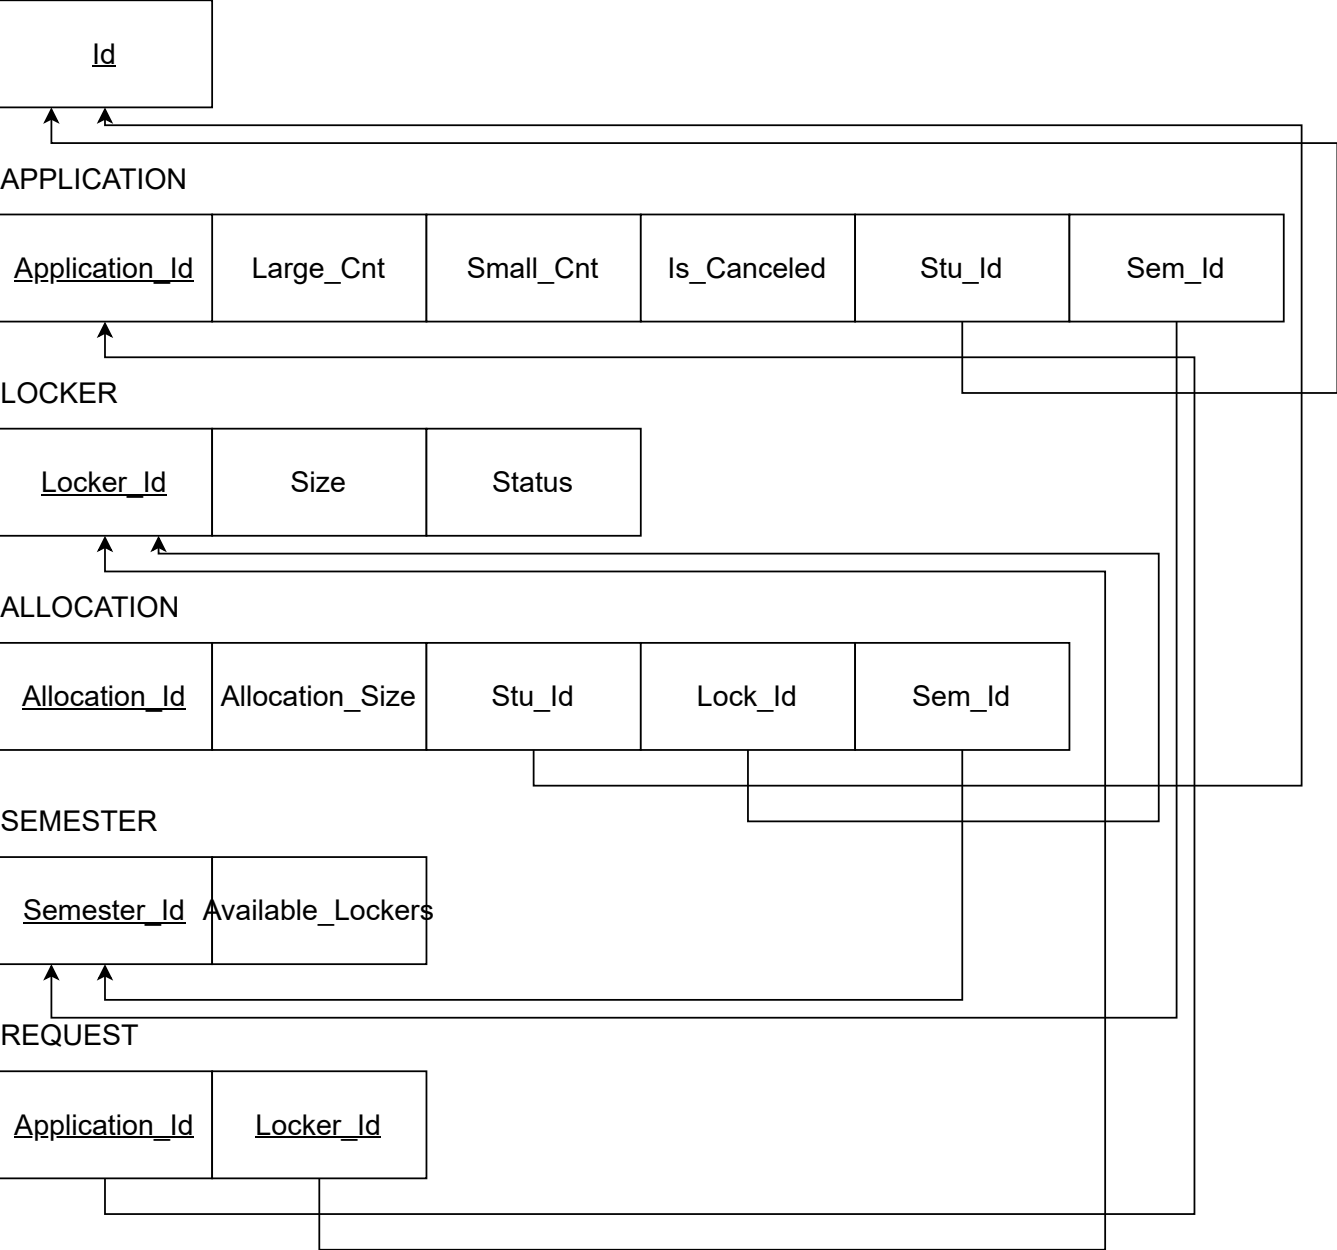 Id
APPLICATION
Application_Id Large_Cnt Small_Cnt Is_Canceled Stu_Id Sem_Id
LOCKER
Locker_Id Size Status
ALLOCATION
Allocation_Id Allocation_Size Stu_Id Lock_Id Sem_Id
SEMESTER
Semester_Id Available_Lockers
REQUEST
Application_Id Locker_Id